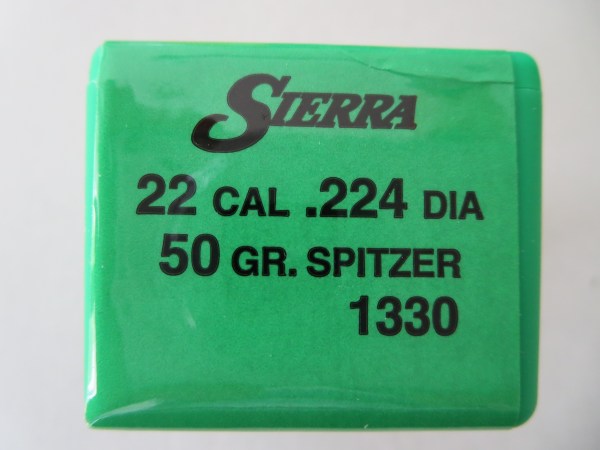 SIERRA
22 CAL .224 DIA
50 GR. SPITZER
1330